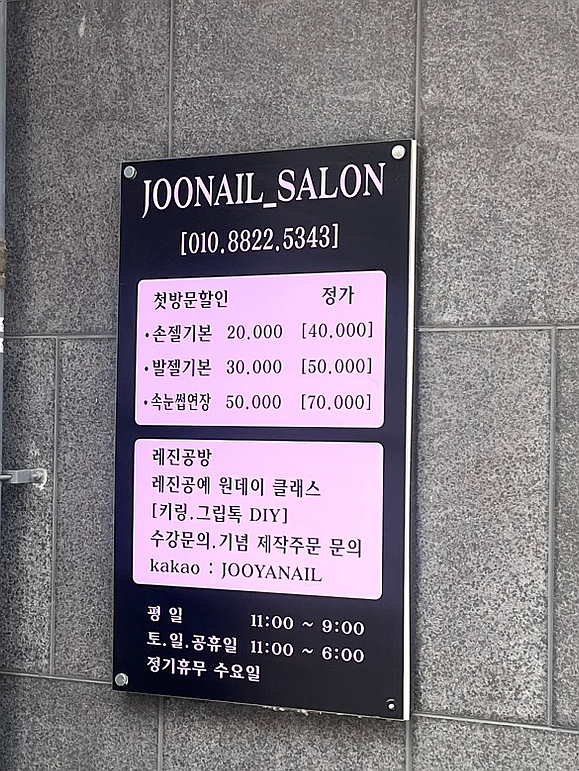 JOONAIL_SALON
[010.8822.5343]
첫방문할인 정가
·손젤기본 20.000 [40.000]
·발젤기본 30.000 [50.000]
·속눈썹연장 50.000 [70.000]
레진공방
레진공예 원데이 클래스
[키링.그립톡 DIY]
수강문의.기념 제작주문 문의
kakao : JOOYANAIL
평 일 11:00 ~ 9:00
토.일.공휴일 11:00 ~ 6:00
정기휴무 수요일